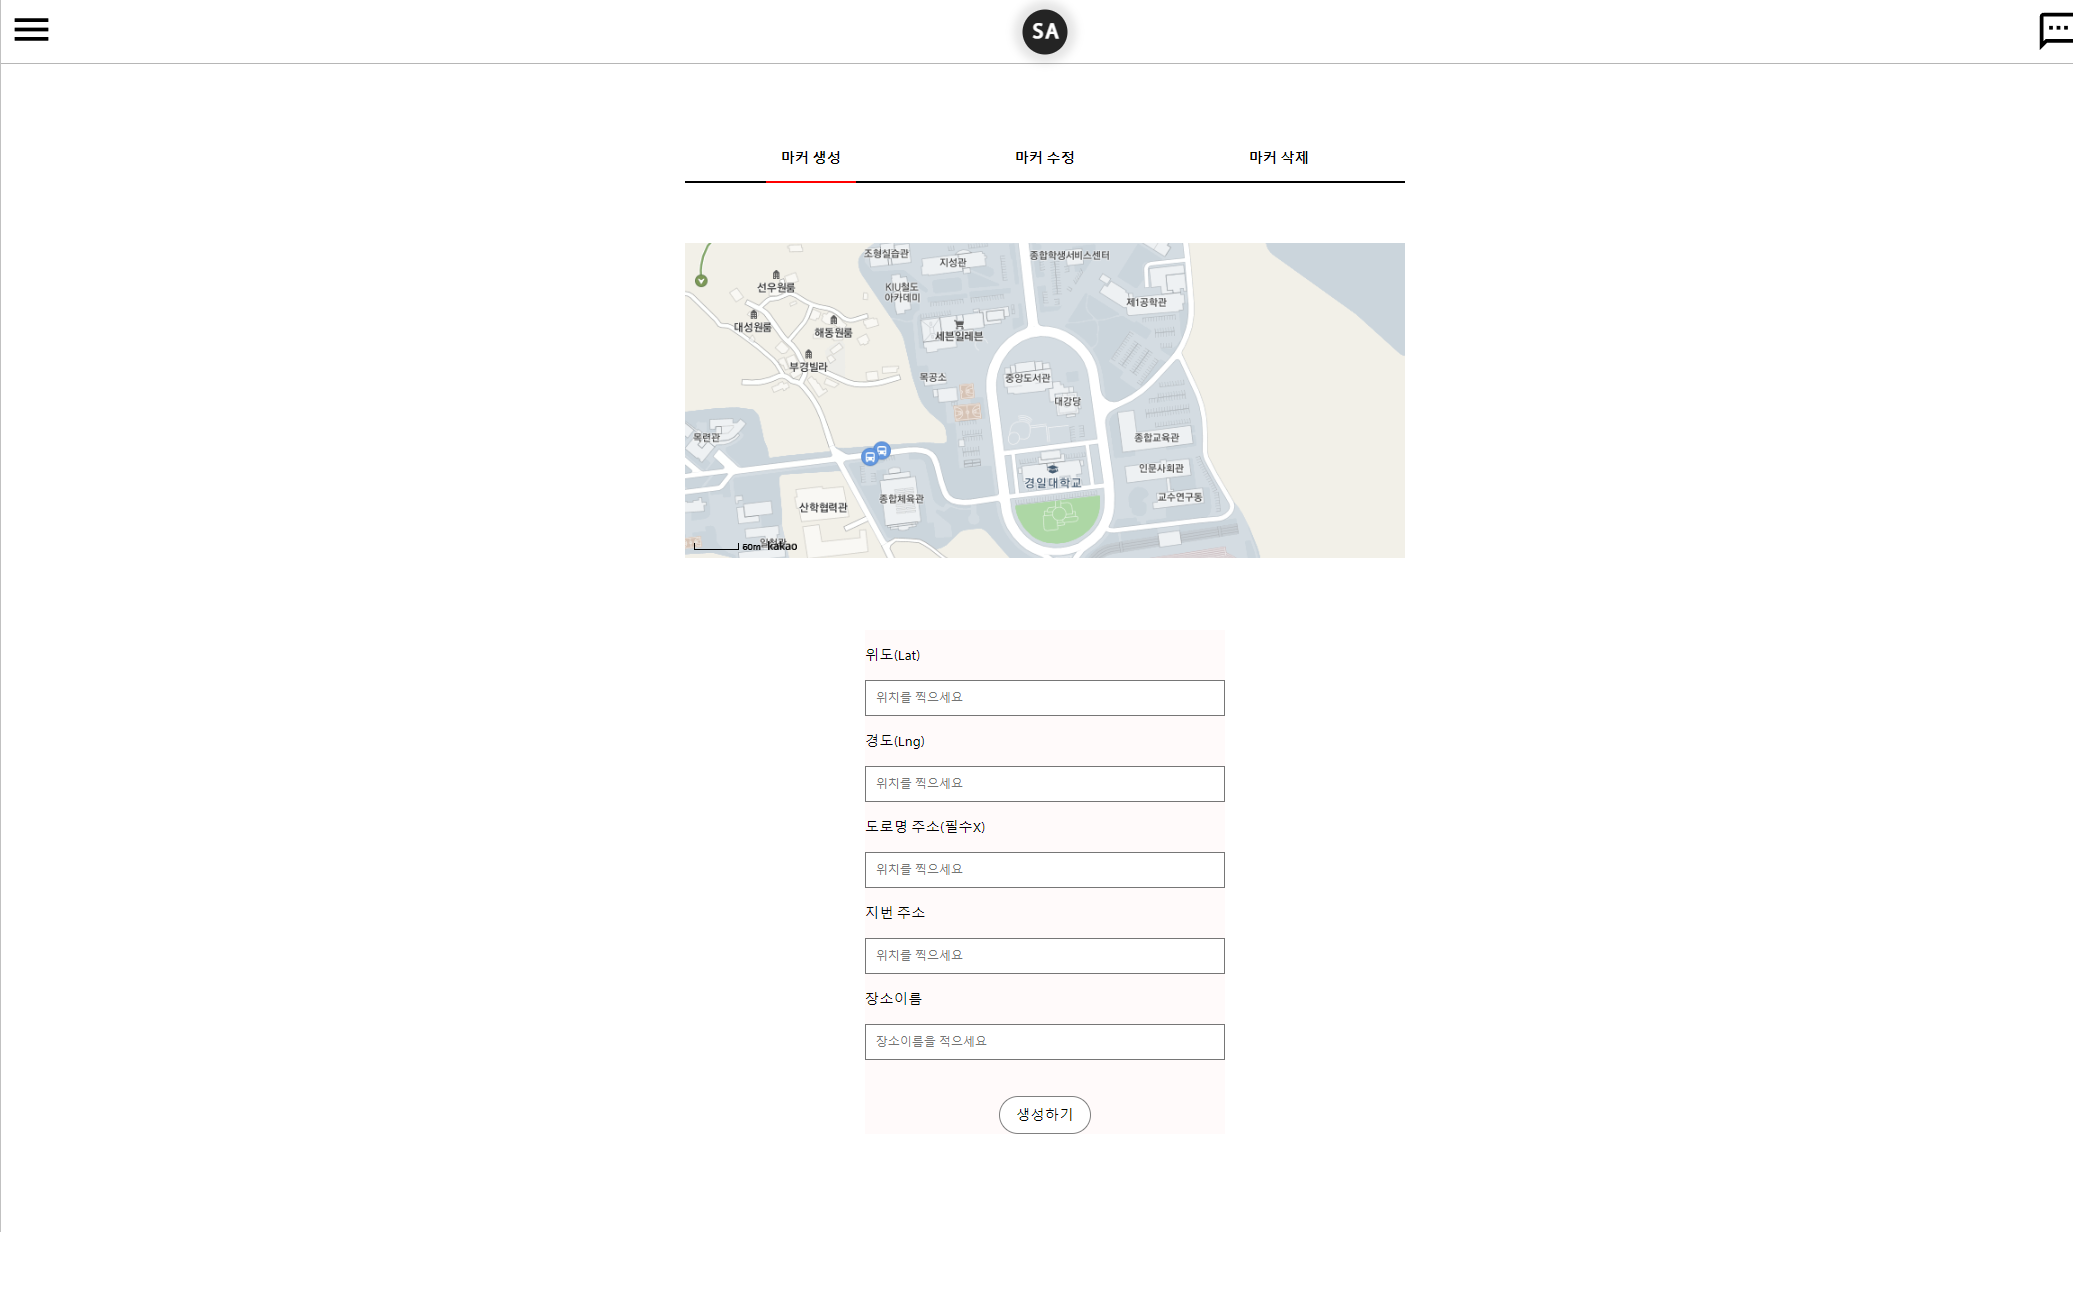 SA
마커 생성
마커 수정
마커 삭제
조형실습관
지성관
종합학생서비스센터
선우원룸
KIU철도
아카데미
제1공학관
대성원룸
해동원룸
세븐일레븐
부경빌라
목공소
중앙도서관
대강당
목련관
종합교육관
인문사회관
경일대학교
종합체육관
교수연구동
산학협력관
60m
kakao
위도(Lat)
위치를 찍으세요
경도(Lng)
위치를 찍으세요
도로명 주소(필수X)
위치를 찍으세요
지번 주소
위치를 찍으세요
장소이름
장소이름을 적으세요
생성하기